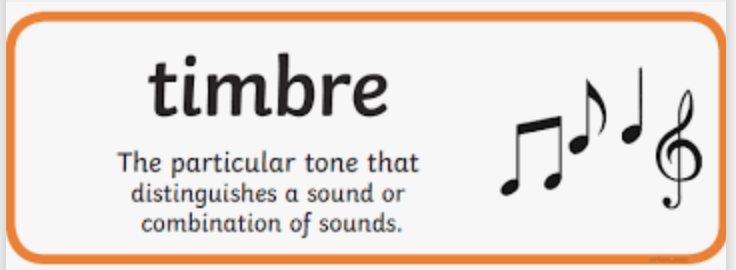 timbre
The particular tone that
distinguishes a sound or
combination of sounds.